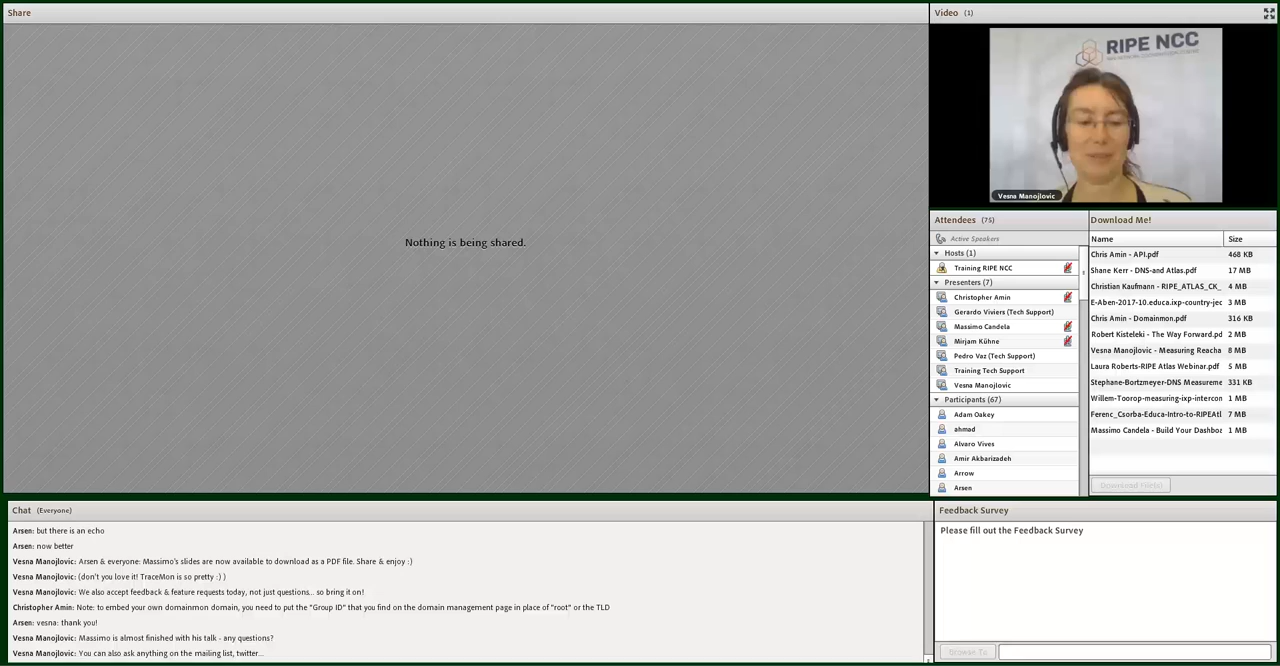 Share
Nothing is being shared.
Video (1)
RIPE NCC
Vesna Manojlovic
Attendees (75)
Active Speakers
Hosts (1)
Training RIPE NCC
Presenters (7)
Christopher Amin
Gerardo Viviers (Tech Support)
Massimo Candela
Mirjam Kühne
Pedro Vaz (Tech Support)
Training Tech Support
Vesna Manojlovic
Participants (67)
Adam Oakey
ahmad
Alvaro Vives
Amir Akbarizadeh
Arrow
Arsen
Download Me!
Name Size
Chris Amin - API.pdf 468 KB
Shane Kerr - DNS-and Atlas.pdf 17 MB
Christian Kaufmann - RIPE_ATLAS_CK_ 4 MB
E-Aben-2017-10.educa.ixp-country-jec 3 MB
Chris Amin - Domainmon.pdf 316 KB
Robert Kisteleki - The Way Forward.pd 2 MB
Vesna Manojlovic - Measuring Reacha 8 MB
Laura Roberts-RIPE Atlas Webinar.pdf 5 MB
Stephane-Bortzmeyer-DNS Measureme 331 KB
Willem-Toorop-measuring-ixp-intercon 1 MB
Ferenc_Csorba-Educa-Intro-to-RIPEAtl 7 MB
Massimo Candela - Build Your Dashboa 1 MB
Download File(s)
Chat (Everyone)
Arsen: but there is an echo
Arsen: now better
Vesna Manojlovic: Arsen & everyone: Massimo's slides are now available to download as a PDF file. Share & enjoy :)
Vesna Manojlovic: (don't you love it! TraceMon is so pretty :) )
Vesna Manojlovic: We also accept feedback & feature requests today, not just questions... so bring it on!
Christopher Amin: Note: to embed your own domainmon domain, you need to put the "Group ID" that you find on the domain management page in place of "root" or the TLD
Arsen: vesna: thank you!
Vesna Manojlovic: Massimo is almost finished with his talk - any questions?
Vesna Manojlovic: You can also ask anything on the mailing list, twitter...
Feedback Survey
Please fill out the Feedback Survey
Browse To